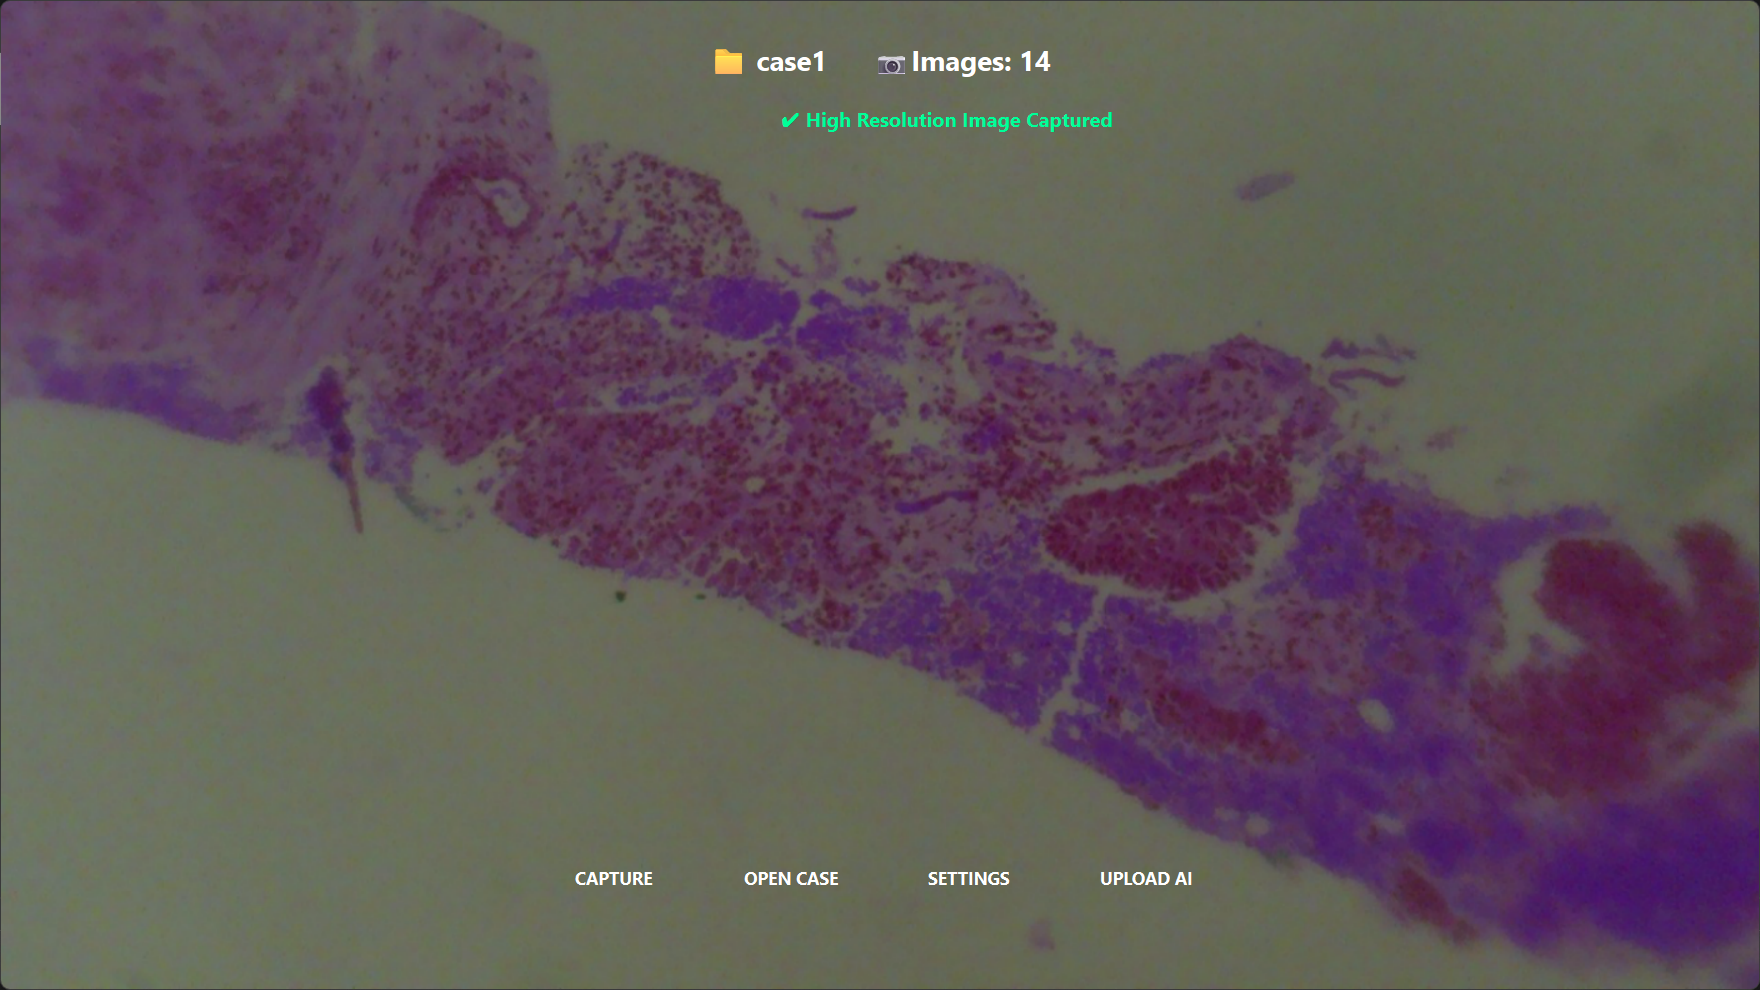 case1 Images: 14
✔ High Resolution Image Captured
CAPTURE OPEN CASE SETTINGS UPLOAD AI